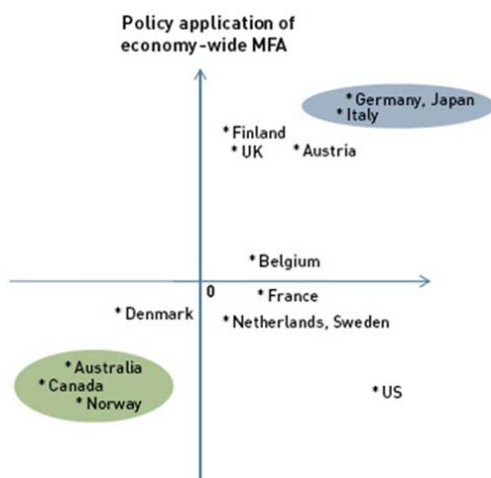 Policy application of
economy-wide MFA
* Germany, Japan
* Italy
* Finland
* UK
* Austria
* Belgium
0
* France
* Denmark
* Netherlands, Sweden
* Australia
* Canada
* Norway
* US